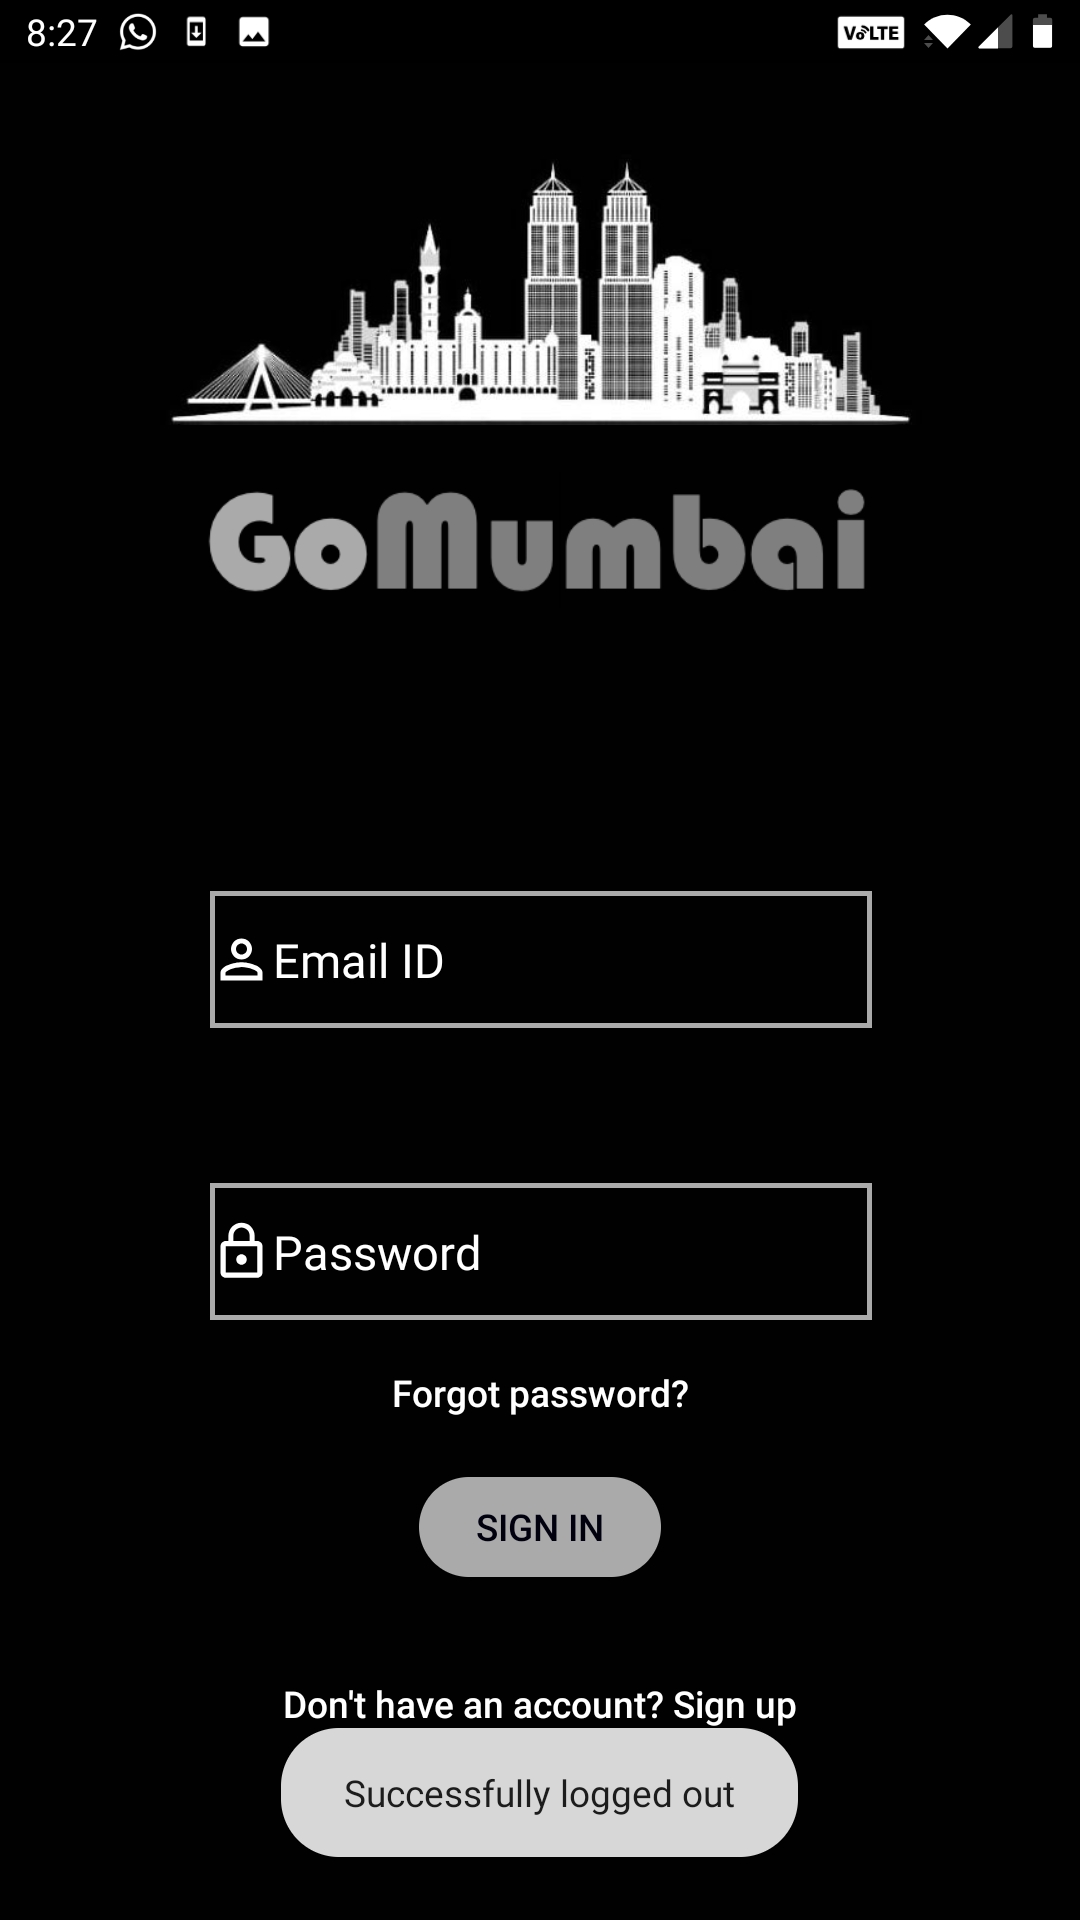 8:27 VoLTE
GoMumbai
Email ID
Password
Forgot password?
SIGN IN
Don't have an account? Sign up
Successfully logged out